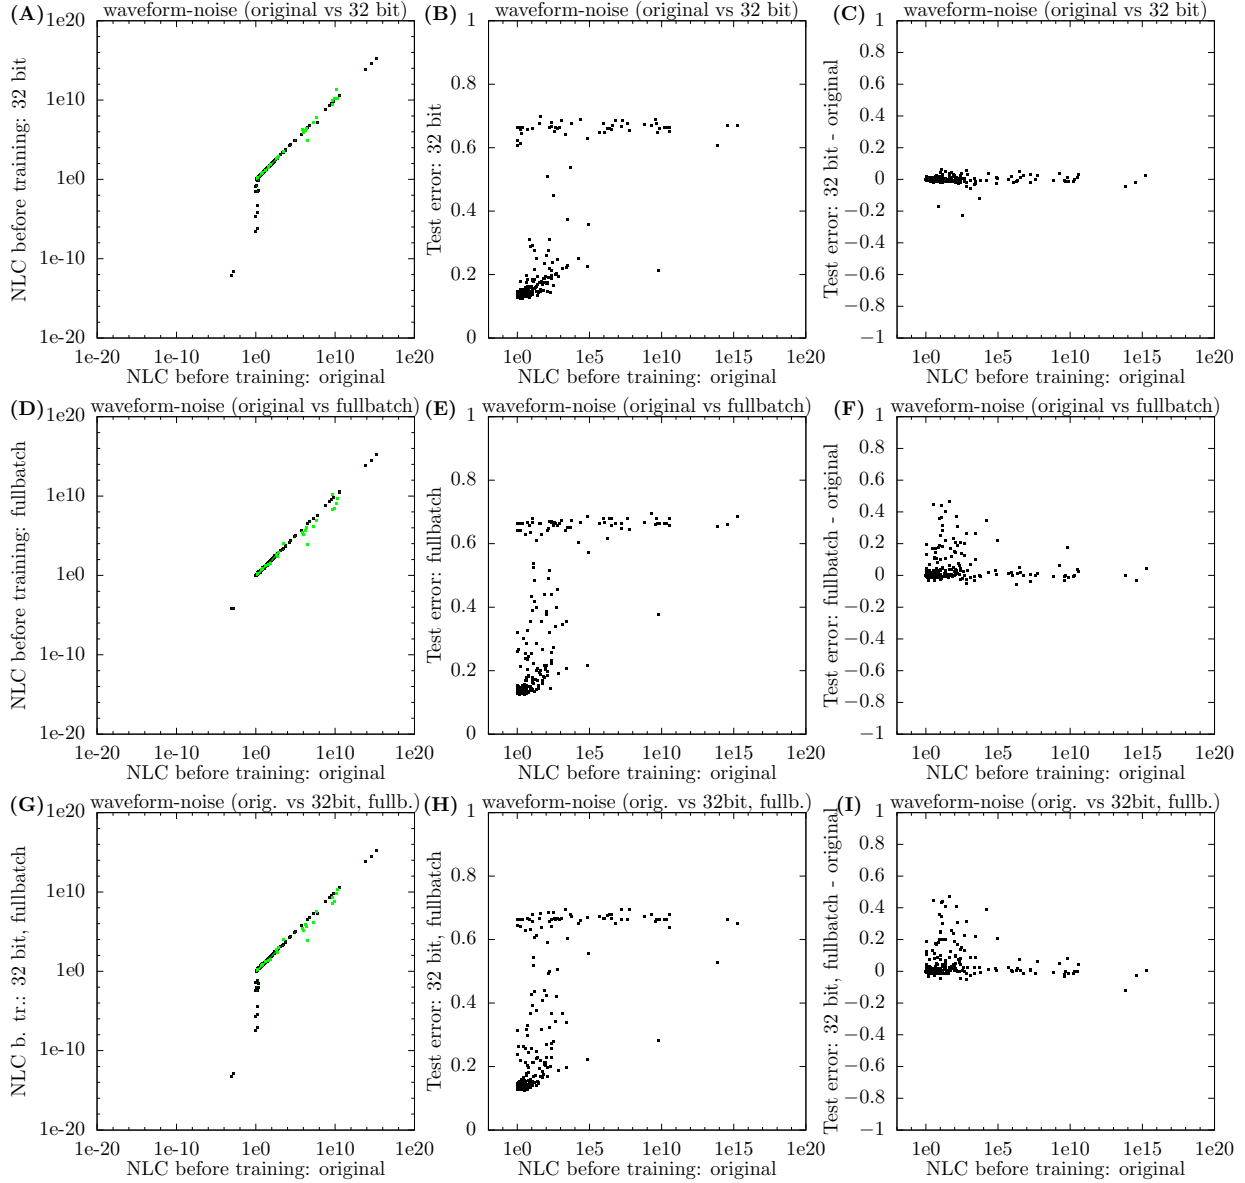 (A) waveform-noise (original vs 32 bit)
NLC before training: 32 bit
1e20
1e10
1e0
1e-10
1e-20
1e-20 1e-10 1e0 1e10 1e20
NLC before training: original
(B) waveform-noise (original vs 32 bit)
Test error: 32 bit
1
0.8
0.6
0.4
0.2
0
1e0 1e5 1e10 1e15 1e20
NLC before training: original
(C) waveform-noise (original vs 32 bit)
Test error: 32 bit - original
1
0.8
0.6
0.4
0.2
0
−0.2
−0.4
−0.6
−0.8
−1
1e0 1e5 1e10 1e15 1e20
NLC before training: original
(D) waveform-noise (original vs fullbatch)
NLC before training: fullbatch
1e20
1e10
1e0
1e-10
1e-20
1e-20 1e-10 1e0 1e10 1e20
NLC before training: original
(E) waveform-noise (original vs fullbatch)
Test error: fullbatch
1
0.8
0.6
0.4
0.2
0
1e0 1e5 1e10 1e15 1e20
NLC before training: original
(F) waveform-noise (original vs fullbatch)
Test error: fullbatch - original
1
0.8
0.6
0.4
0.2
0
−0.2
−0.4
−0.6
−0.8
−1
1e0 1e5 1e10 1e15 1e20
NLC before training: original
(G) waveform-noise (orig. vs 32bit, fullb.)
NLC b. tr.: 32 bit, fullbatch
1e20
1e10
1e0
1e-10
1e-20
1e-20 1e-10 1e0 1e10 1e20
NLC before training: original
(H) waveform-noise (orig. vs 32bit, fullb.)
Test error: 32 bit, fullbatch
1
0.8
0.6
0.4
0.2
0
1e0 1e5 1e10 1e15 1e20
NLC before training: original
(I) waveform-noise (orig. vs 32bit, fullb.)
Test error: 32 bit, fullbatch - original
1
0.8
0.6
0.4
0.2
0
−0.2
−0.4
−0.6
−0.8
−1
1e0 1e5 1e10 1e15 1e20
NLC before training: original